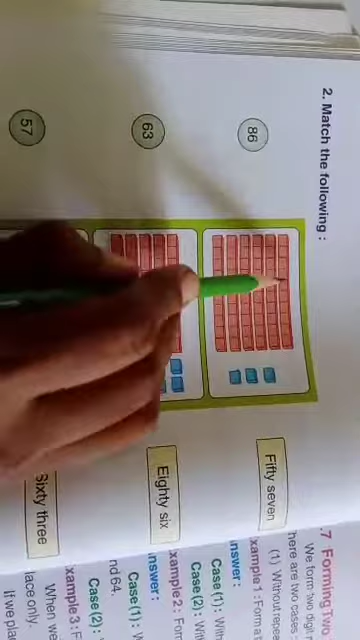 2. Match the following :
86
63
57
Fifty seven
Eighty six
Sixty three
.7 Forming Two
We form two digits
here are two cases
(1) Without repe
xample 1 : Form
nswer :
Case (1) : With
Case (2) : With
xample 2 : Form
nswer :
Case (1) : W
nd 64.
Case (2) :
xample 3 : F
When we
lace only.
If we pla